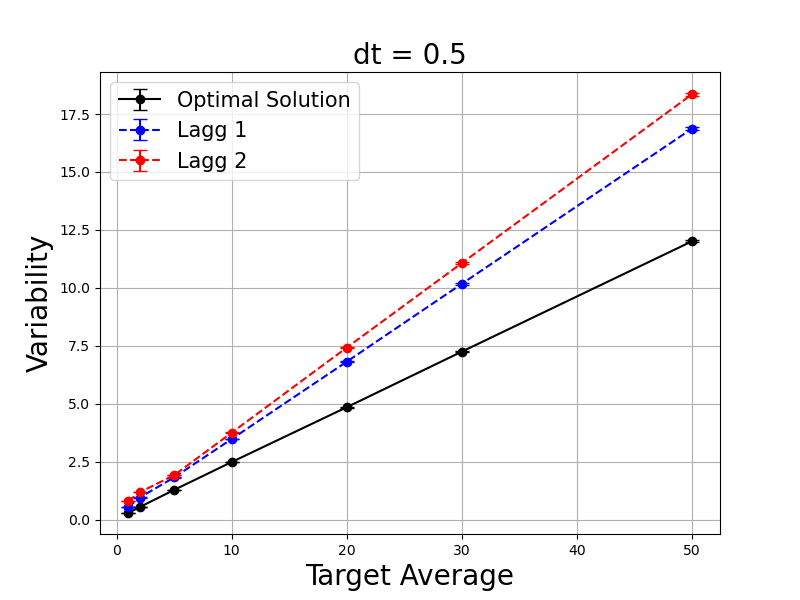 dt = 0.5
Optimal Solution
Lagg 1
Lagg 2
Variability
17.5
15.0
12.5
10.0
7.5
5.0
2.5
0.0
0 10 20 30 40 50
Target Average